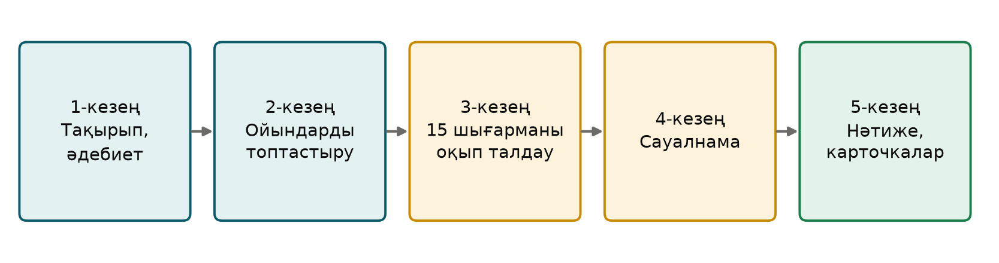 1-кезең
Тақырып,
әдебиет
2-кезең
Ойындарды
топтастыру
3-кезең
15 шығарманы
оқып талдау
4-кезең
Сауалнама
5-кезең
Нәтиже,
карточкалар